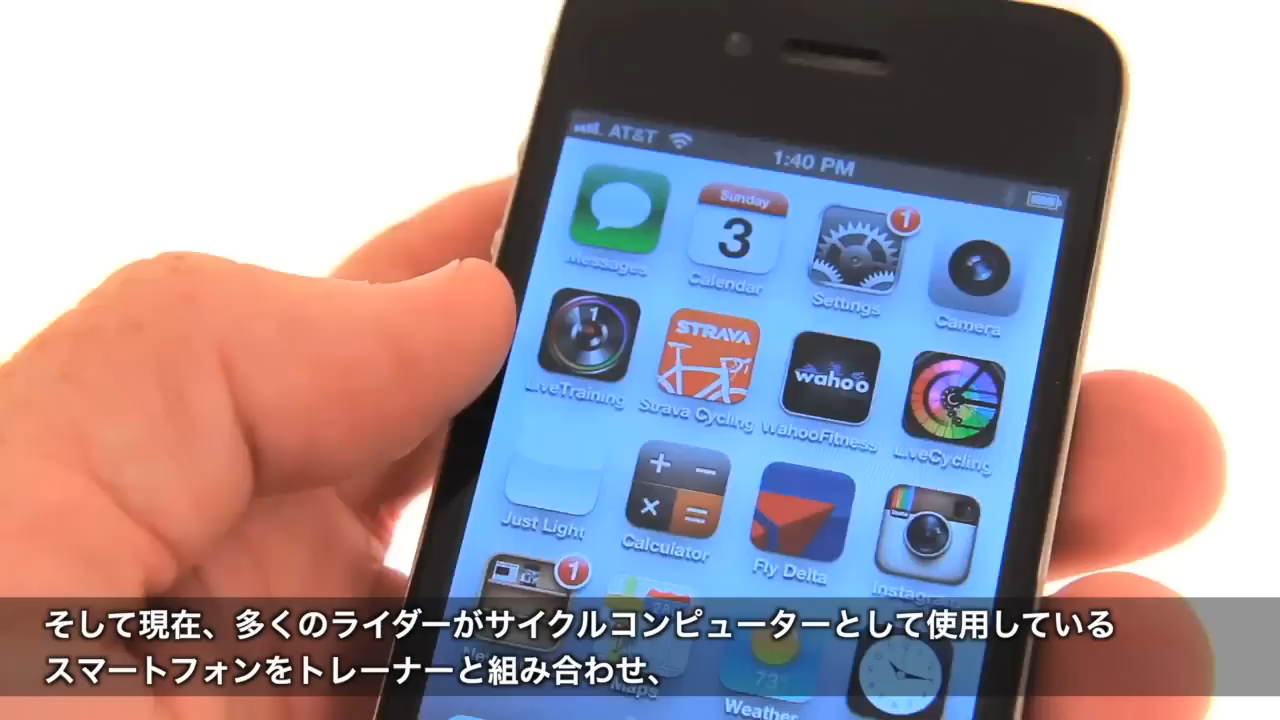 AT&T
1:40 PM
Sunday
3
1
Messages
Calendar
Settings
Camera
1
STRAVA
wahoo
LiveTraining
Strava Cycling
WahooFitness
LiveCycling
Just Light
Calculator
Fly Delta
Instagram
1
Maps
73°
Weather
そして現在、多くのライダーがサイクルコンピューターとして使用している
スマートフォンをトレーナーと組み合わせ、